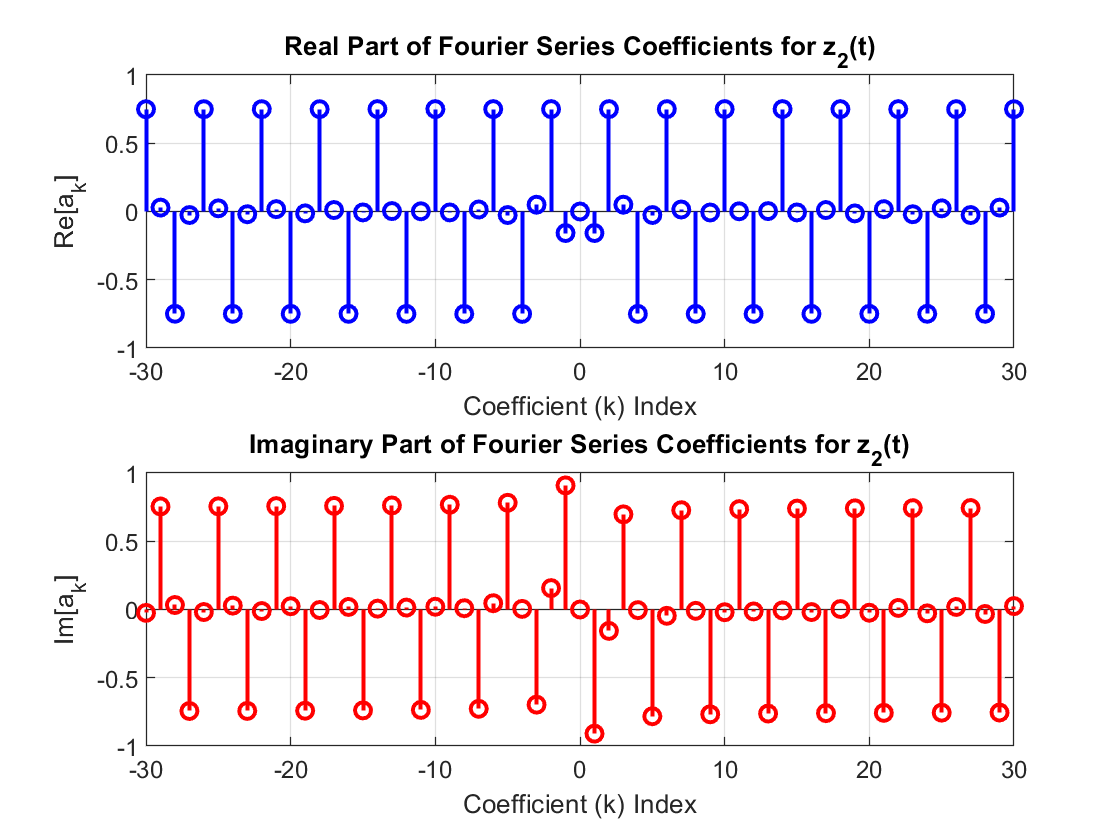 Real Part of Fourier Series Coefficients for z2(t)
1
0.5
0
-0.5
-1
Re[ak]
-30 -20 -10 0 10 20 30
Coefficient (k) Index
Imaginary Part of Fourier Series Coefficients for z2(t)
1
0.5
0
-0.5
-1
Im[ak]
-30 -20 -10 0 10 20 30
Coefficient (k) Index